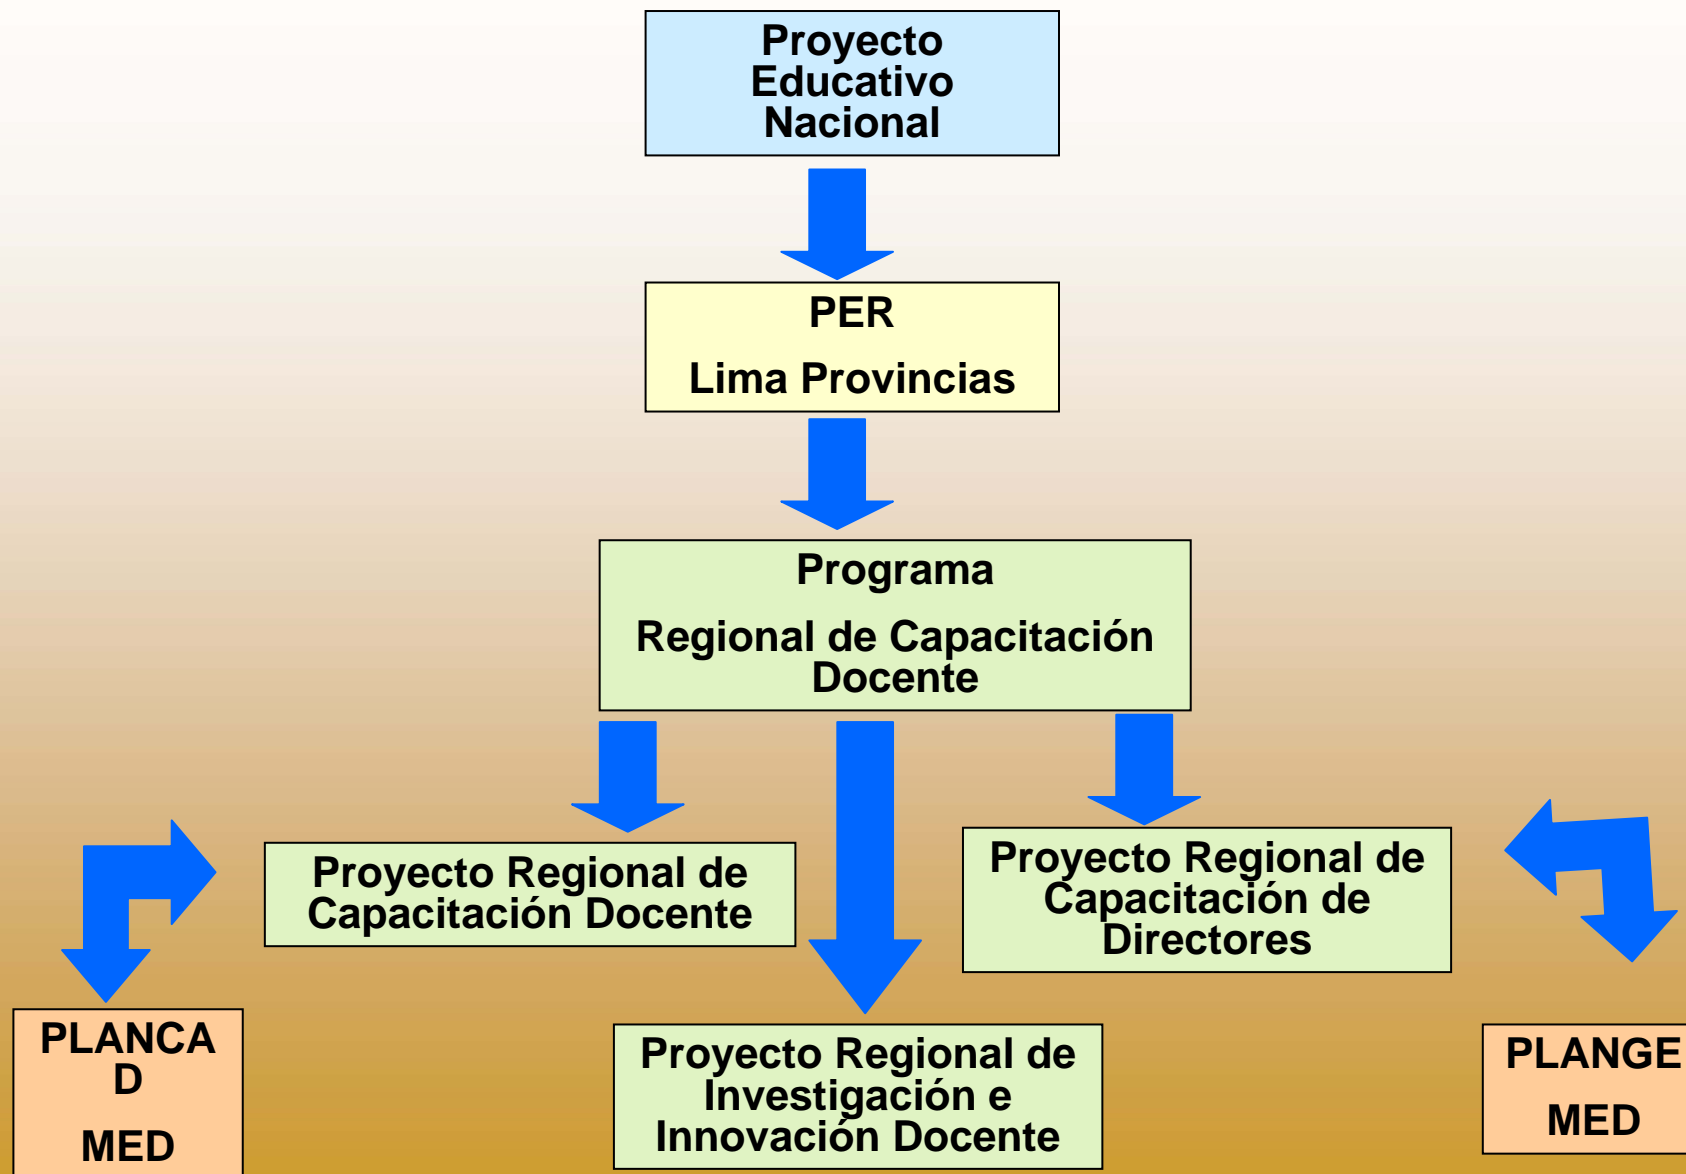 Proyecto
Educativo
Nacional
PER
Lima Provincias
Programa
Regional de Capacitación
Docente
Proyecto Regional de
Capacitación Docente
Proyecto Regional de
Capacitación de
Directores
PLANCA
D
MED
Proyecto Regional de
Investigación e
Innovación Docente
PLANGE
MED